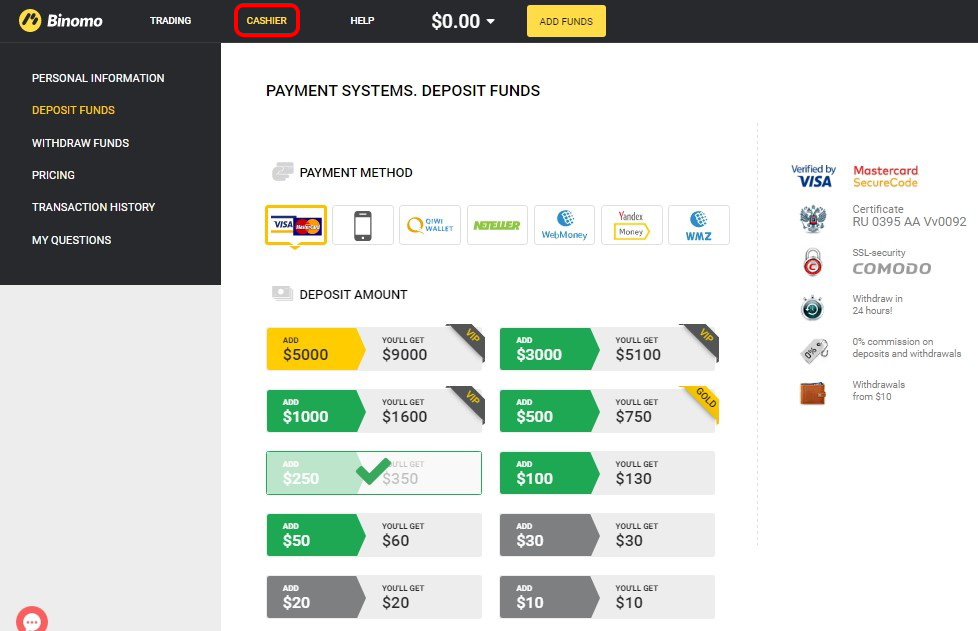 Binomo
TRADING
CASHIER
HELP
$0.00
ADD FUNDS
PERSONAL INFORMATION
DEPOSIT FUNDS
WITHDRAW FUNDS
PRICING
TRANSACTION HISTORY
MY QUESTIONS
PAYMENT SYSTEMS. DEPOSIT FUNDS
PAYMENT METHOD
VISA
MasterCard
QIWI
WALLET
NETELLER
WebMoney
Yandex
Money
WMZ
DEPOSIT AMOUNT
ADD
$5000
YOU'LL GET
$9000
VIP
ADD
$3000
YOU'LL GET
$5100
VIP
ADD
$1000
YOU'LL GET
$1600
VIP
ADD
$500
YOU'LL GET
$750
GOLD
ADD
$250
YOU'LL GET
$350
ADD
$100
YOU'LL GET
$130
ADD
$50
YOU'LL GET
$60
ADD
$30
YOU'LL GET
$30
ADD
$20
YOU'LL GET
$20
ADD
$10
YOU'LL GET
$10
Verified by
VISA
Mastercard
SecureCode
Certificate
RU 0395 AA Vv0092
SSL-security
COMODO
Withdraw in
24 hours!
0%
0% commission on
deposits and withdrawals
Withdrawals
from $10